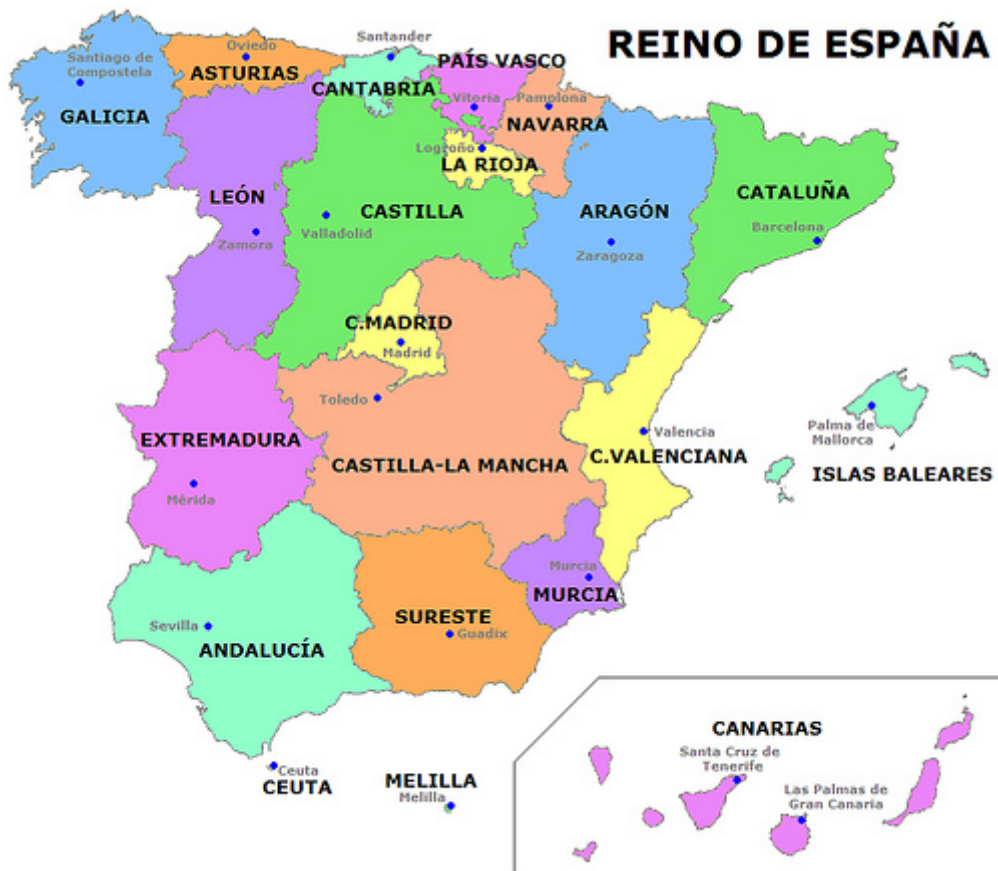 REINO DE ESPAÑA
Santander
Oviedo
Santiago de
Compostela
ASTURIAS
PAÍS VASCO
CANTABRIA
GALICIA
Vitoria
Pamplona
NAVARRA
Logroño
LA RIOJA
LEÓN
CASTILLA
ARAGÓN
CATALUÑA
Zamora
Valladolid
Zaragoza
Barcelona
C.MADRID
Madrid
Toledo
EXTREMADURA
CASTILLA-LA MANCHA
Valencia
C.VALENCIANA
Palma de
Mallorca
ISLAS BALEARES
Mérida
Murcia
MURCIA
SURESTE
Guadix
Sevilla
ANDALUCÍA
Ceuta
CEUTA
MELILLA
Melilla
CANARIAS
Santa Cruz de
Tenerife
Las Palmas de
Gran Canaria